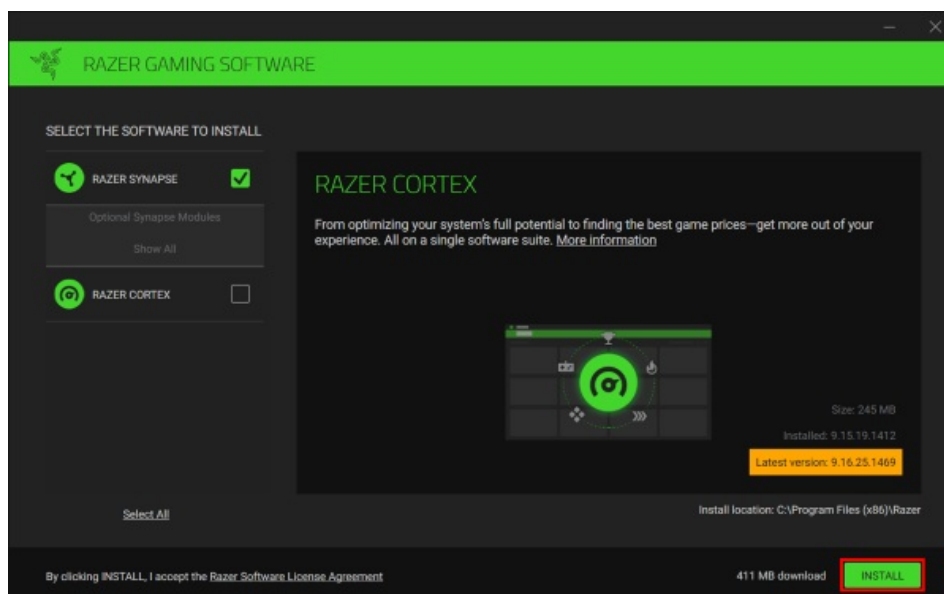 RAZER GAMING SOFTWARE
SELECT THE SOFTWARE TO INSTALL
RAZER SYNAPSE
Optional Synapse Modules
Show All
RAZER CORTEX
Select All
RAZER CORTEX
From optimizing your system's full potential to finding the best game prices—get more out of your
experience. All on a single software suite. More information
Size: 245 MB
Installed: 9.15.19.1412
Latest version: 9.16.25.1469
Install location: C:\Program Files (x86)\Razer
By clicking INSTALL, I accept the Razer Software License Agreement
411 MB download
INSTALL